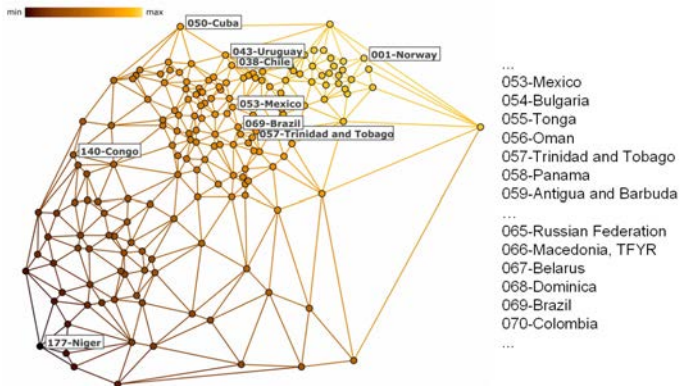 min max
050-Cuba
043-Uruguay
038-Chile
001-Norway
053-Mexico
069-Brazil
057-Trinidad and Tobago
140-Congo
177-Niger
...
053-Mexico
054-Bulgaria
055-Tonga
056-Oman
057-Trinidad and Tobago
058-Panama
059-Antigua and Barbuda
...
065-Russian Federation
066-Macedonia, TFYR
067-Belarus
068-Dominica
069-Brazil
070-Colombia
...